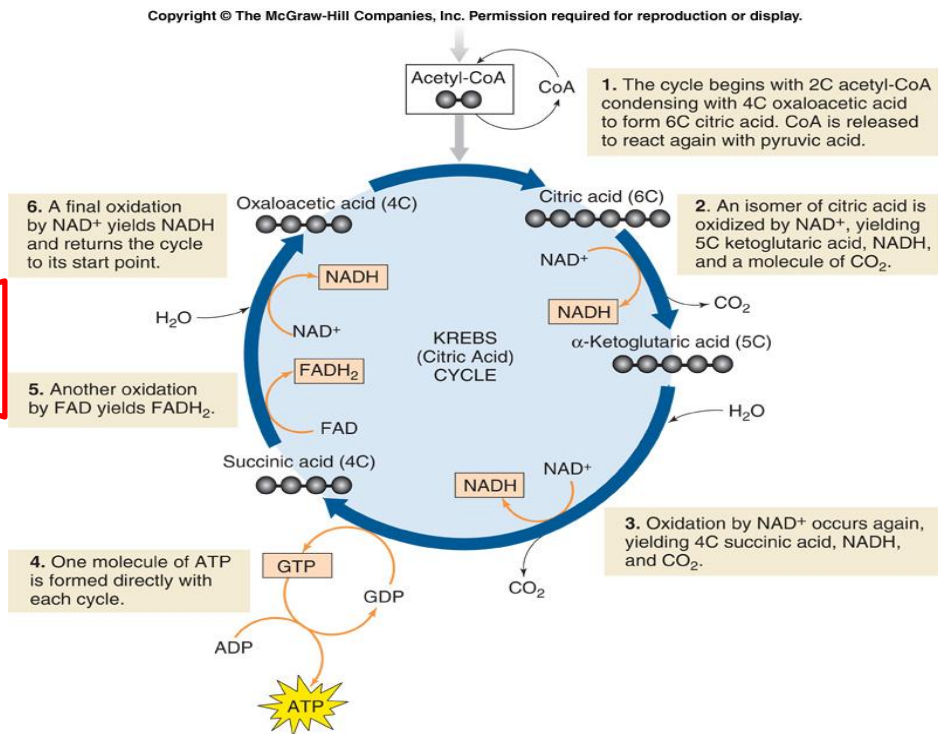 Copyright © The McGraw-Hill Companies, Inc. Permission required for reproduction or display.
Acetyl-CoA
CoA
1. The cycle begins with 2C acetyl-CoA
condensing with 4C oxaloacetic acid
to form 6C citric acid. CoA is released
to react again with pyruvic acid.
6. A final oxidation
by NAD⁺ yields NADH
and returns the cycle
to its start point.
Oxaloacetic acid (4C)
Citric acid (6C)
2. An isomer of citric acid is
oxidized by NAD⁺, yielding
5C ketoglutaric acid, NADH,
and a molecule of CO₂.
NAD⁺
NADH
CO₂
NADH
H₂O
NAD⁺
KREBS
(Citric Acid)
CYCLE
α-Ketoglutaric acid (5C)
5. Another oxidation
by FAD yields FADH₂.
FADH₂
FAD
H₂O
Succinic acid (4C)
NADH
NAD⁺
3. Oxidation by NAD⁺ occurs again,
yielding 4C succinic acid, NADH,
and CO₂.
CO₂
4. One molecule of ATP
is formed directly with
each cycle.
GTP
GDP
ADP
ATP